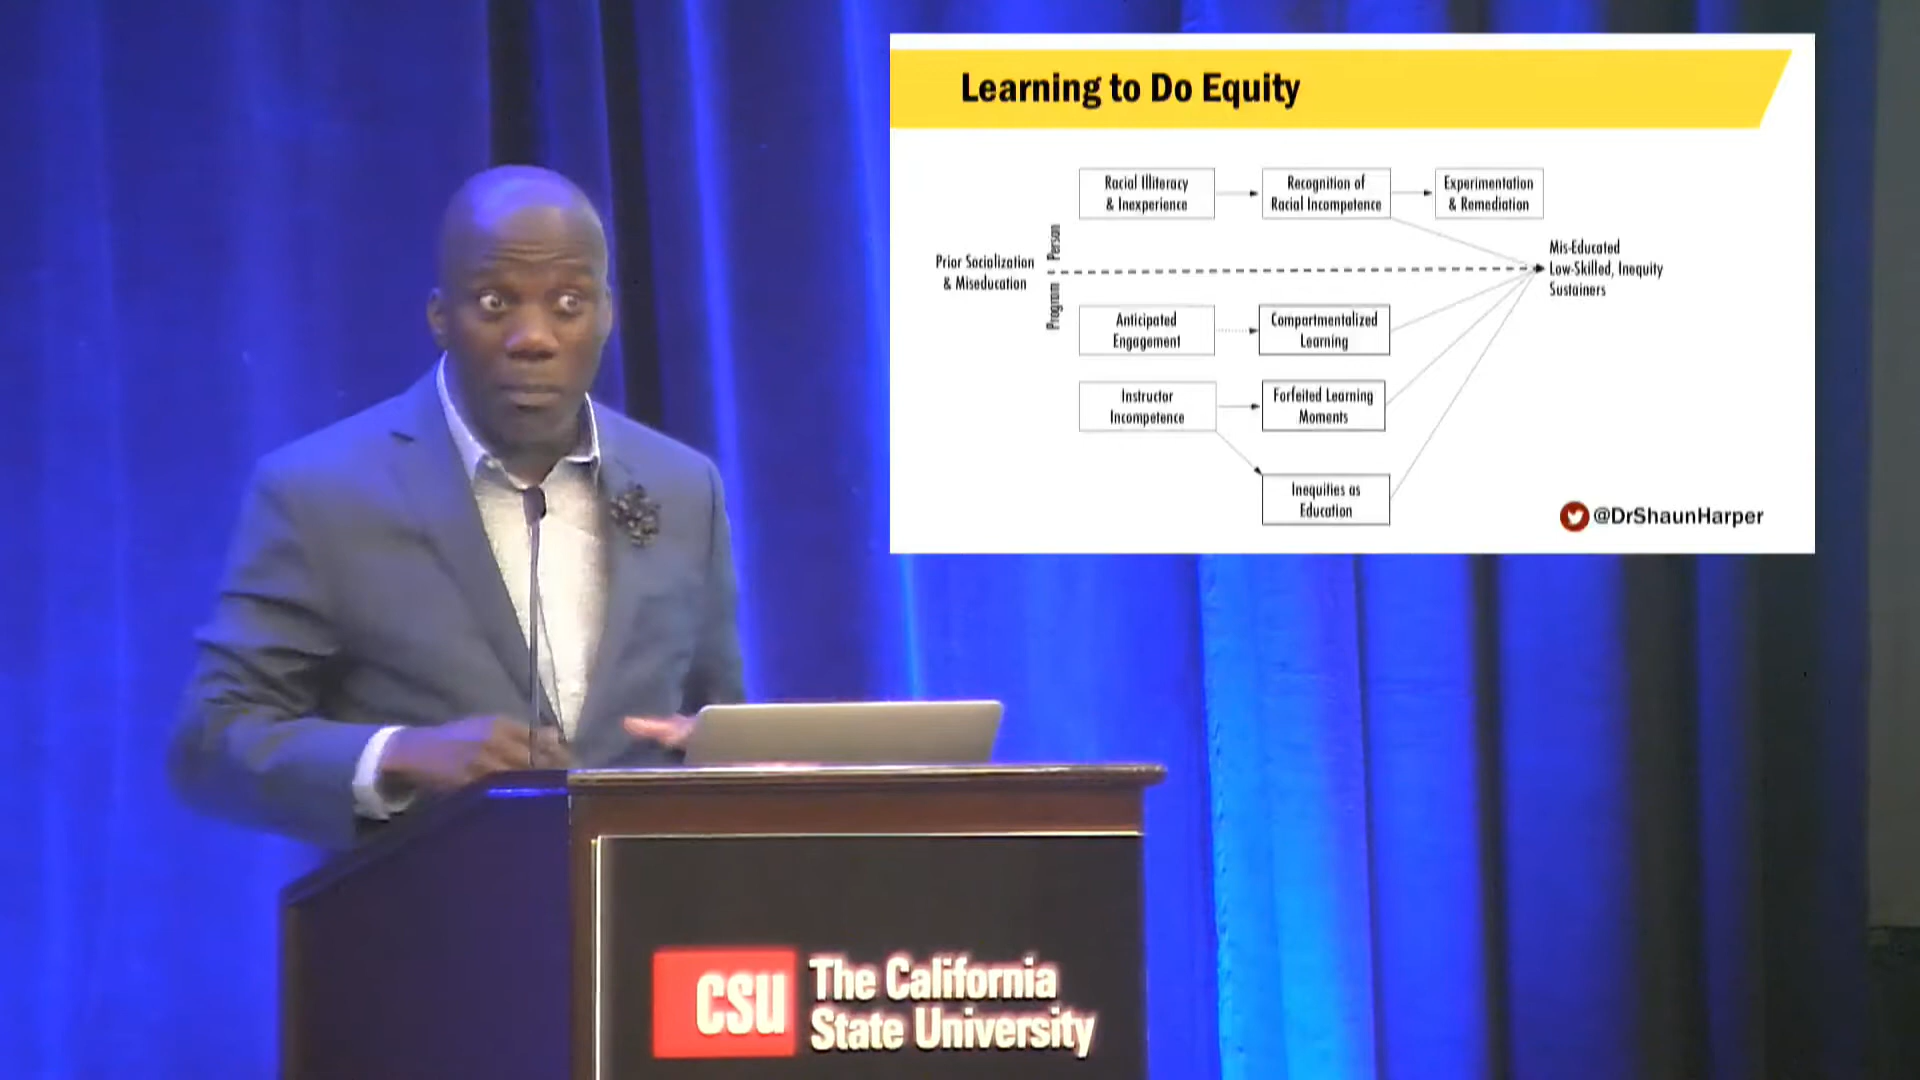 Learning to Do Equity
Racial Illiteracy
& Inexperience
Recognition of
Racial Incompetence
Experimentation
& Remediation
Person
Prior Socialization
& Miseducation
Mis-Educated
Low-Skilled, Inequity
Sustainers
Program
Anticipated
Engagement
Compartmentalized
Learning
Instructor
Incompetence
Forfeited Learning
Moments
Inequities as
Education
@DrShaunHarper
CSU
The California
State University